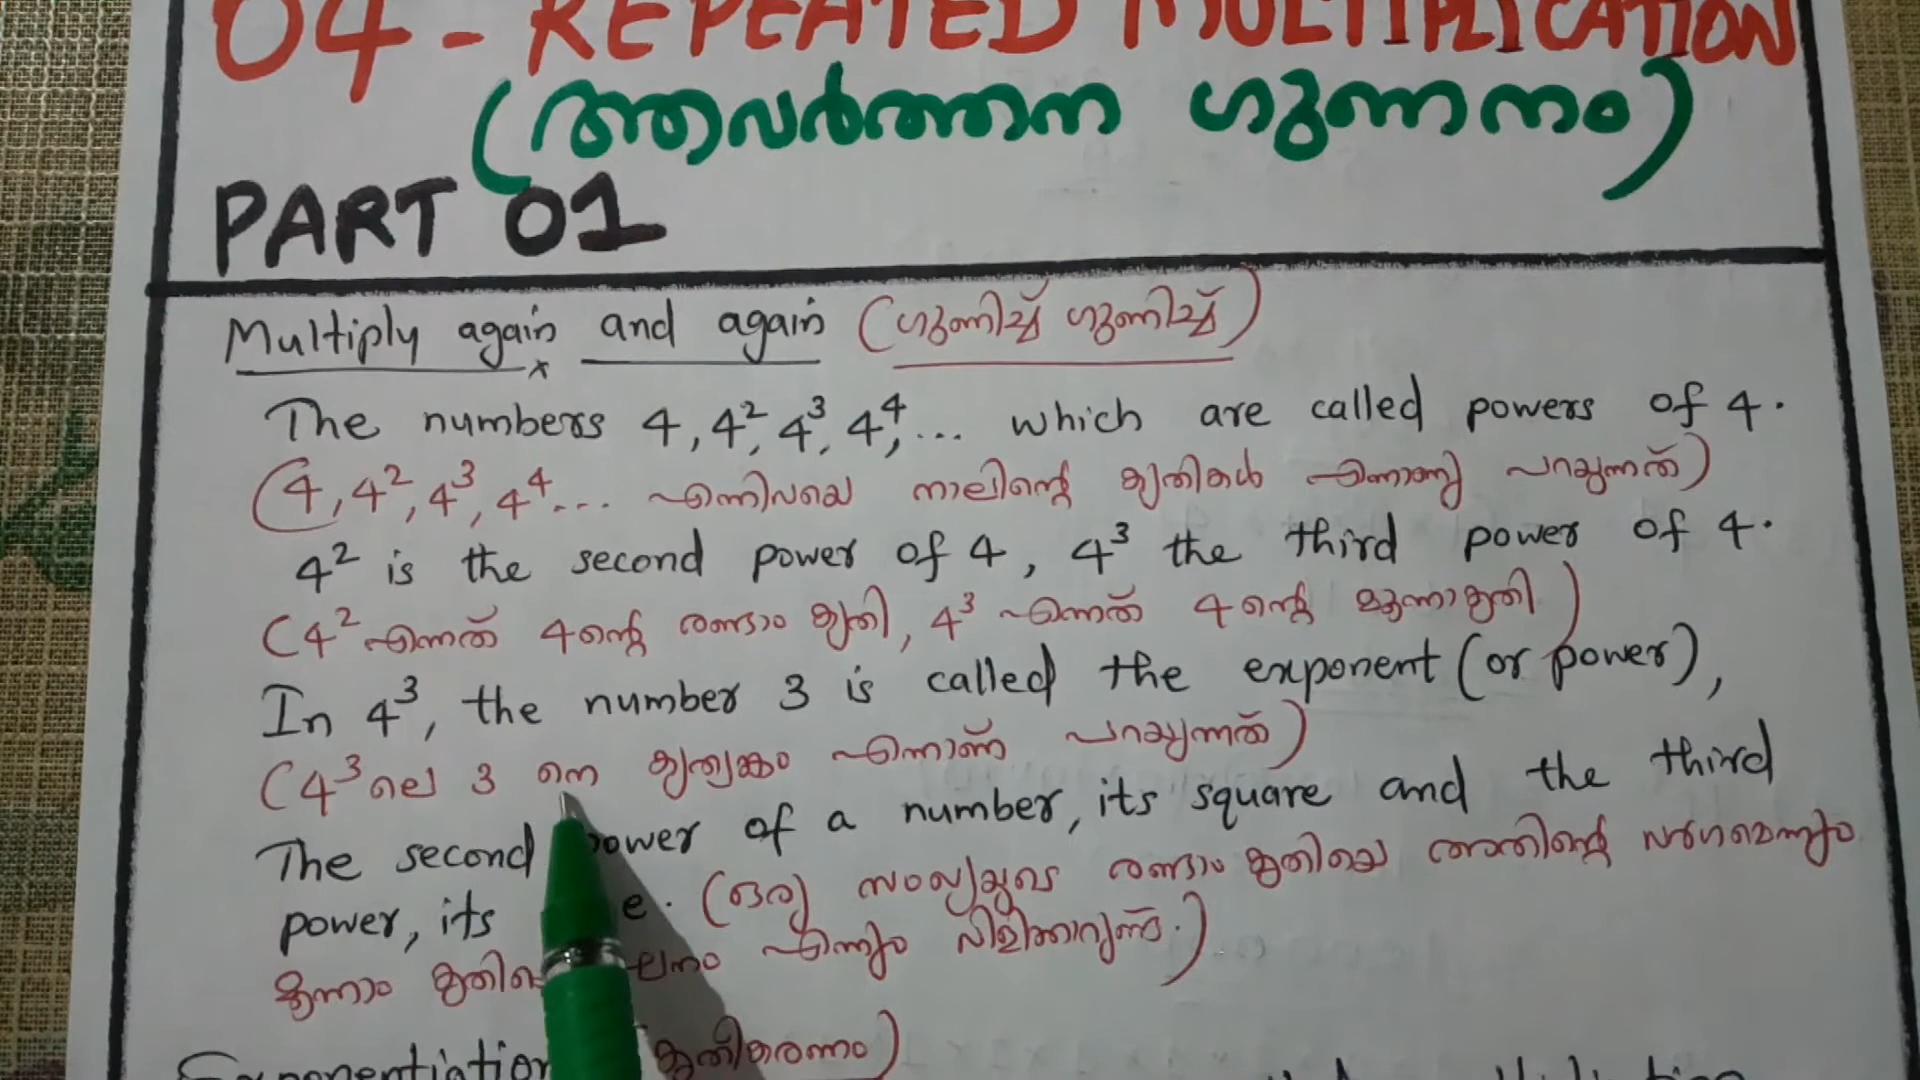 04 - REPEATED MULTIPLICATION
(ആവർത്തന ഗുണനം)
PART 01
Multiply again and again (ഗുണിച്ച് ഗുണിച്ച്)
The numbers 4, 4², 4³, 4⁴, ... which are called powers of 4.
(4, 4², 4³, 4⁴... എന്നിവയെ നാലിന്റെ കൃതികൾ എന്നാണു പറയുന്നത്)
4² is the second power of 4, 4³ the third power of 4.
(4² എന്നത് 4ന്റെ രണ്ടാം കൃതി, 4³ എന്നത് 4ന്റെ മൂന്നാകൃതി)
In 4³, the number 3 is called the exponent (or power),
(4³ലെ 3 നെ കൃത്യങ്കം എന്നാണ് പറയുന്നത്)
The second power of a number, its square and the third
power, its e. (ഒരു സംഖ്യയുടെ രണ്ടാം കൃതിയെ അതിന്റെ വർഗമെന്നും
മൂന്നാം എന്നും വിളിക്കാറുണ്ട്.)
Exponentiation (കൃതീകരണം)